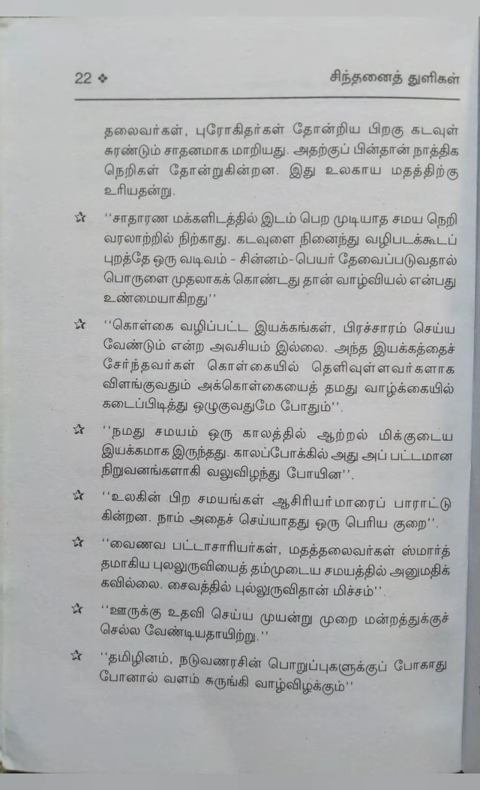 22 ❖ சிந்தனைத் துளிகள்
தலைவர்கள், புரோகிதர்கள் தோன்றிய பிறகு கடவுள்
சுரண்டும் சாதனமாக மாறியது. அதற்குப் பின்தான் நாத்திக
நெறிகள் தோன்றுகின்றன. இது உலகாய மதத்திற்கு
உரியதன்று.
✰ ‘‘சாதாரண மக்களிடத்தில் இடம் பெற முடியாத சமய நெறி
வரலாற்றில் நிற்காது. கடவுளை நினைந்து வழிபடக்கூடப்
புறத்தே ஒரு வடிவம் - சின்னம்-பெயர் தேவைப்படுவதால்
பொருளை முதலாகக் கொண்டது தான் வாழ்வியல் என்பது
உண்மையாகிறது’’
✰ ‘‘கொள்கை வழிப்பட்ட இயக்கங்கள், பிரச்சாரம் செய்ய
வேண்டும் என்ற அவசியம் இல்லை. அந்த இயக்கத்தைச்
சேர்ந்தவர்கள் கொள்கையில் தெளிவுள்ளவர்களாக
விளங்குவதும் அக்கொள்கையைத் தமது வாழ்க்கையில்
கடைப்பிடித்து ஒழுகுவதுமே போதும்’’.
✰ ‘‘நமது சமயம் ஒரு காலத்தில் ஆற்றல் மிக்குடைய
இயக்கமாக இருந்தது. காலப்போக்கில் அது அப் பட்டமான
நிறுவனங்களாகி வலுவிழந்து போயின’’.
✰ ‘‘உலகின் பிற சமயங்கள் ஆசிரியர்மாரைப் பாராட்டு
கின்றன. நாம் அதைச் செய்யாதது ஒரு பெரிய குறை’’.
✰ ‘‘வைணவ பட்டாசாரியர்கள், மதத்தலைவர்கள் ஸ்மார்த்
தமாகிய புலலுருவியைத் தம்முடைய சமயத்தில் அனுமதிக்
கவில்லை. சைவத்தில் புல்லுருவிதான் மிச்சம்’’.
✰ ‘‘ஊருக்கு உதவி செய்ய முயன்று முறை மன்றத்துக்குச்
செல்ல வேண்டியதாயிற்று.’’
✰ ‘‘தமிழினம், நடுவணரசின் பொறுப்புகளுக்குப் போகாது
போனால் வளம் சுருங்கி வாழ்விழக்கும்’’